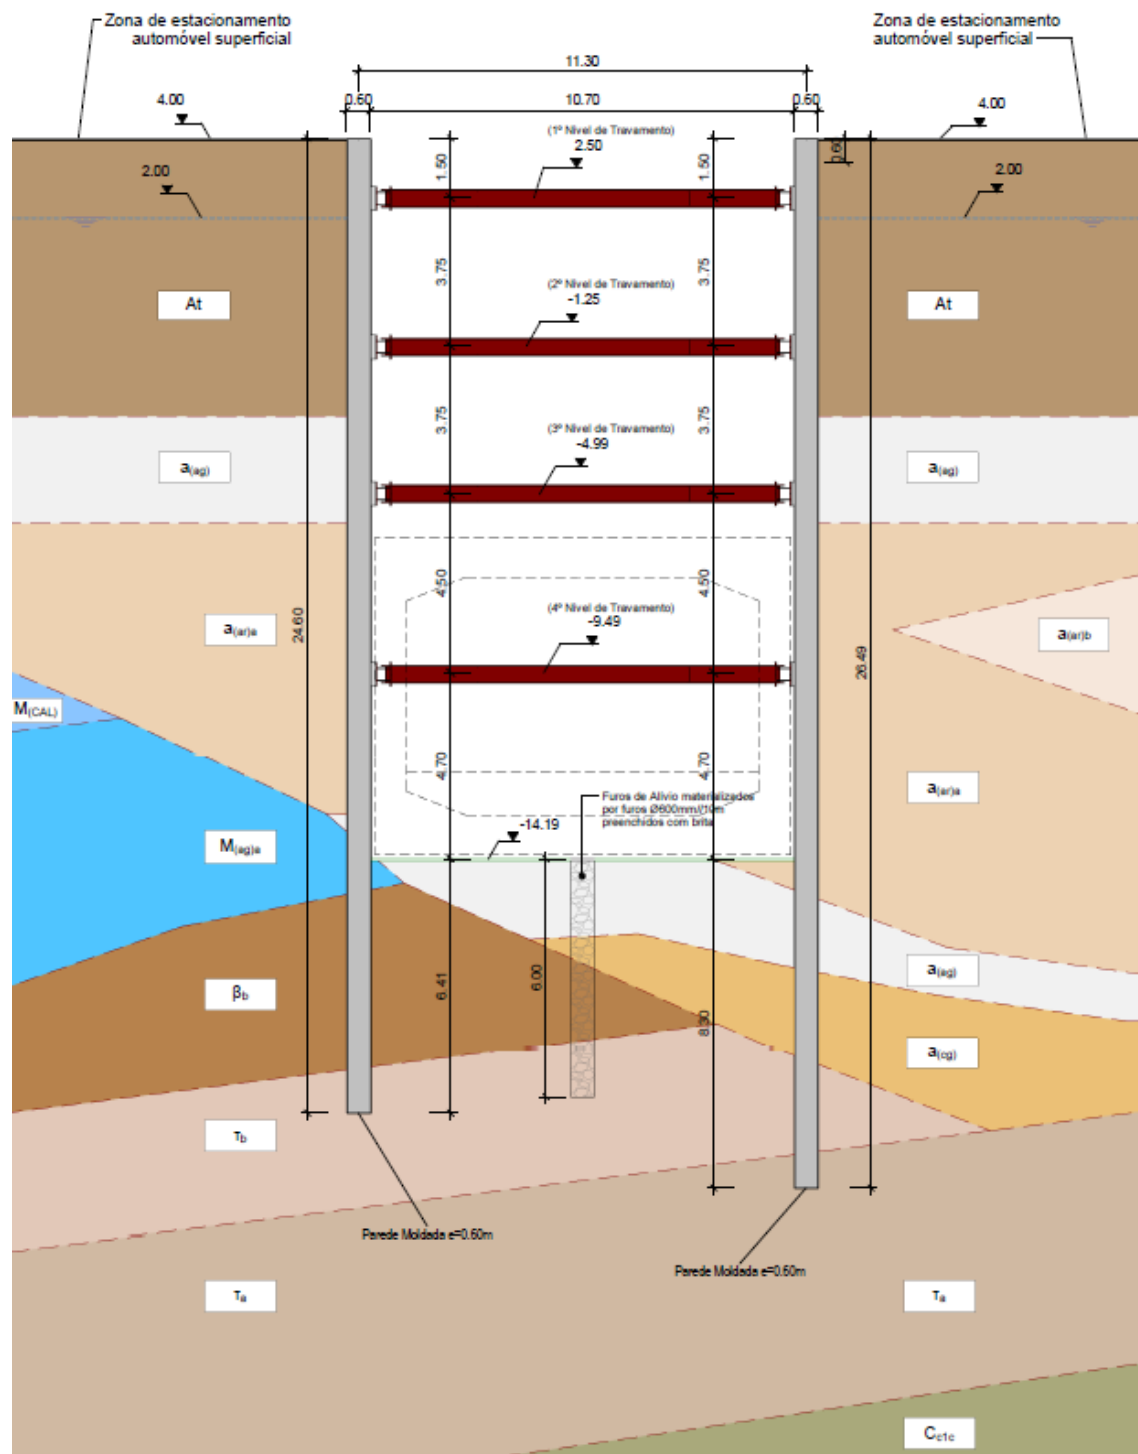 Zona de estacionamento
automóvel superficial
Zona de estacionamento
automóvel superficial
11.30
0.60
10.70
0.60
4.00
4.00
(1º Nivel de Travamento)
2.50
1.50
1.50
0.60
2.00
2.00
3.75
3.75
(2º Nivel de Travamento)
-1.25
At
At
3.75
3.75
(3º Nivel de Travamento)
-4.99
a(ag)
a(ag)
4.50
4.50
(4º Nivel de Travamento)
-9.49
24.60
26.49
a(ar)a
a(ar)b
M(CAL)
4.70
4.70
a(ar)a
Furos de Alívio materializados
por furos Ø600mm//10m
preenchidos com brita
-14.19
M(ag)a
6.41
6.00
8.30
a(ag)
βb
a(cg)
τb
Parede Moldada e=0.60m
Parede Moldada e=0.60m
τa
τa
Cc1c